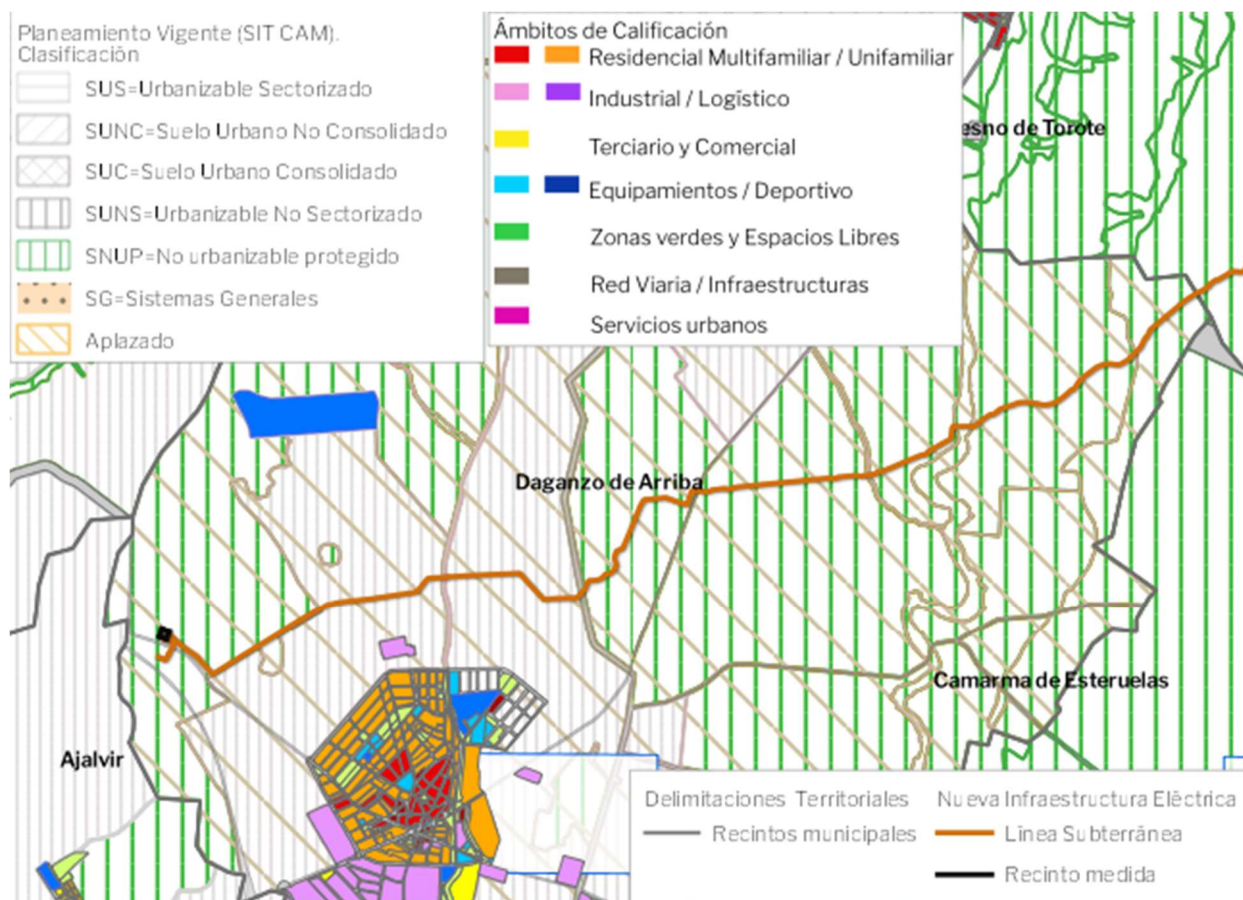 Planeamiento Vigente (SIT CAM).
Clasificación
SUS=Urbanizable Sectorizado
SUNC=Suelo Urbano No Consolidado
SUC=Suelo Urbano Consolidado
SUNS=Urbanizable No Sectorizado
SNUP=No urbanizable protegido
SG=Sistemas Generales
Aplazado
Ámbitos de Calificación
Residencial Multifamiliar / Unifamiliar
Industrial / Logístico
Terciario y Comercial
Equipamientos / Deportivo
Zonas verdes y Espacios Libres
Red Viaria / Infraestructuras
Servicios urbanos
esno de Torote
Daganzo de Arriba
Camarma de Esteruelas
Ajalvir
Delimitaciones Territoriales
Recintos municipales
Nueva Infraestructura Eléctrica
Línea Subterránea
Recinto medida